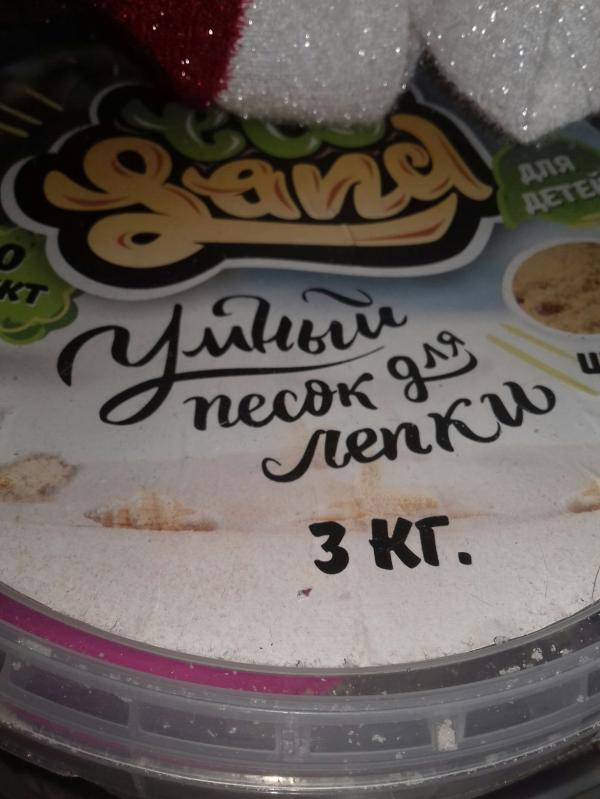 Sand
ДЛЯ
ДЕТЕЙ
КТ
Умный
песок для
лепки
3 КГ.